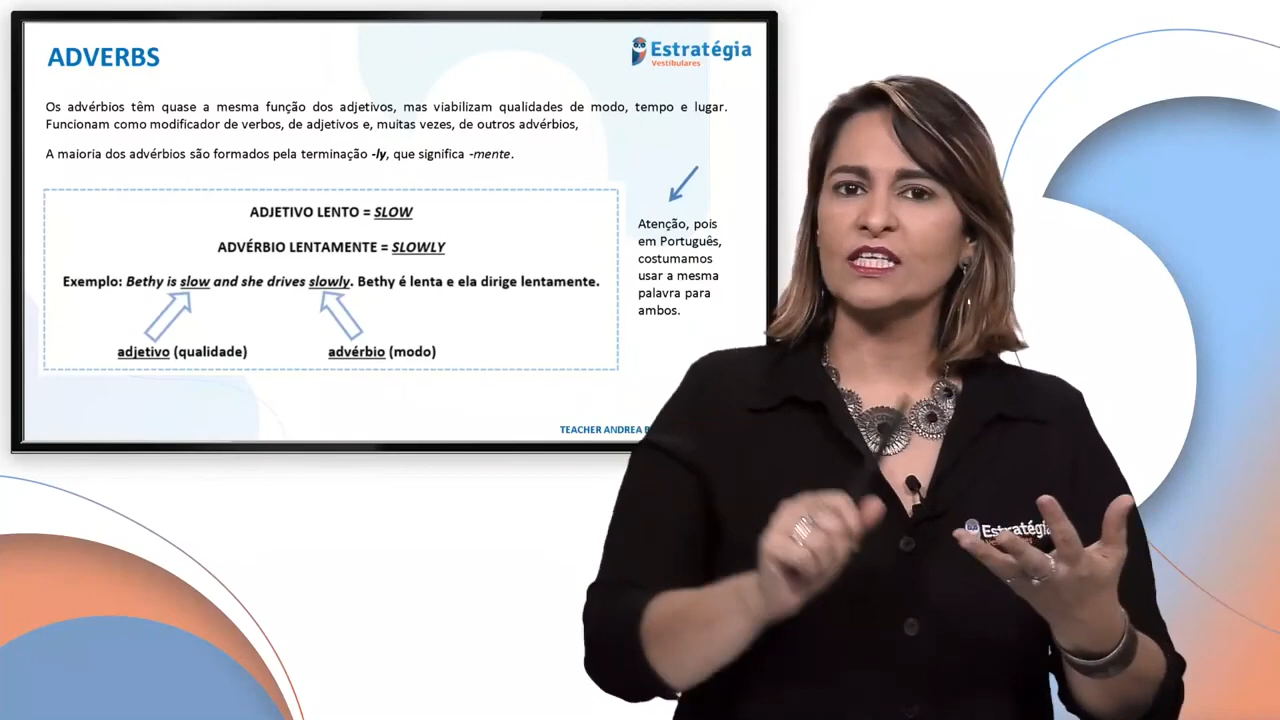 ADVERBS
Estratégia
Vestibulares
Os advérbios têm quase a mesma função dos adjetivos, mas viabilizam qualidades de modo, tempo e lugar.
Funcionam como modificador de verbos, de adjetivos e, muitas vezes, de outros advérbios,
A maioria dos advérbios são formados pela terminação -ly, que significa -mente.
ADJETIVO LENTO = SLOW
ADVÉRBIO LENTAMENTE = SLOWLY
Exemplo: Bethy is slow and she drives slowly. Bethy é lenta e ela dirige lentamente.
adjetivo (qualidade) advérbio (modo)
Atenção, pois
em Português,
costumamos
usar a mesma
palavra para
ambos.
TEACHER ANDREA
Estratégia